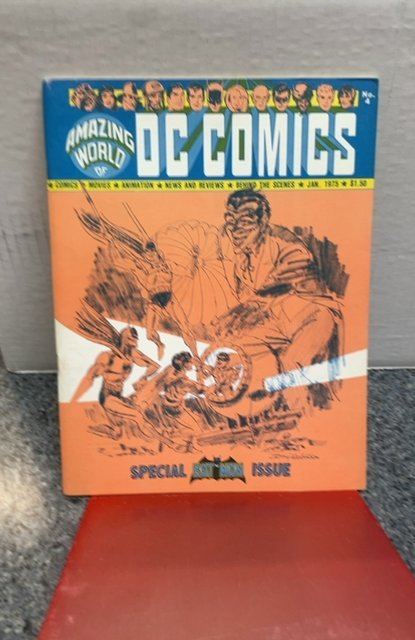 No. 4
AMAZING
WORLD
OF
DC COMICS
★ COMICS ★ MOVIES ★ ANIMATION ★ NEWS AND REVIEWS ★ BEHIND THE SCENES ★ JAN. 1975 ★ $1.50
SPECIAL BATMAN ISSUE